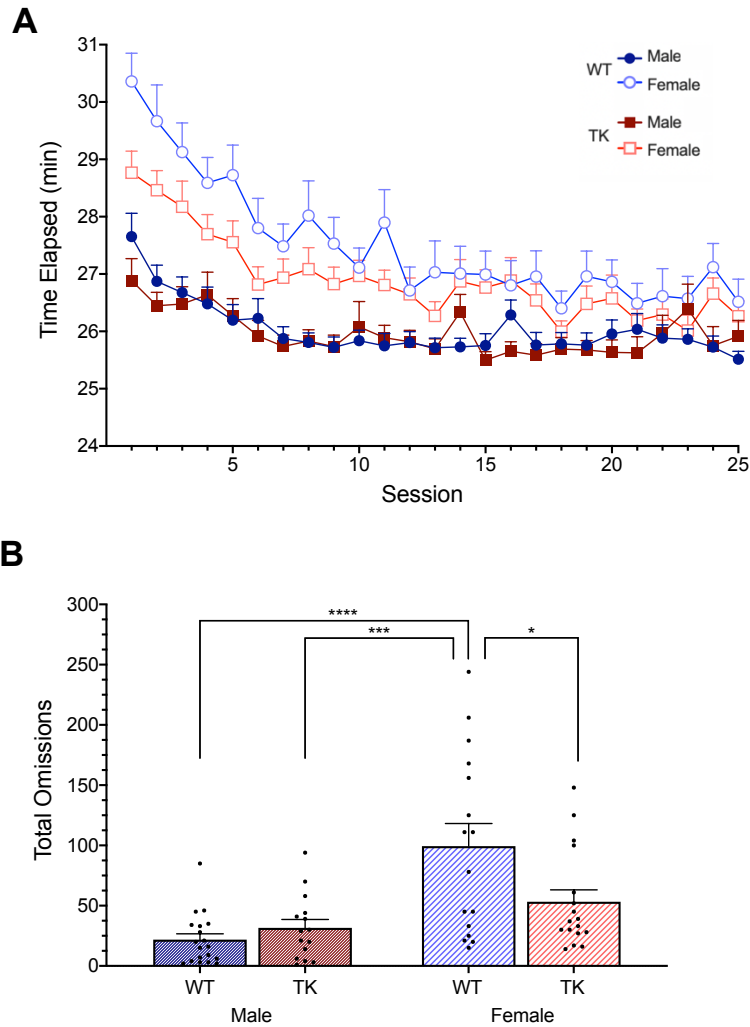 A
31
30
29
28
27
26
25
24
Time Elapsed (min)
WT
Male
Female
TK
Male
Female
5
10
15
20
25
Session
B
300
250
200
150
100
50
0
Total Omissions
****
***
*
WT
TK
WT
TK
Male
Female